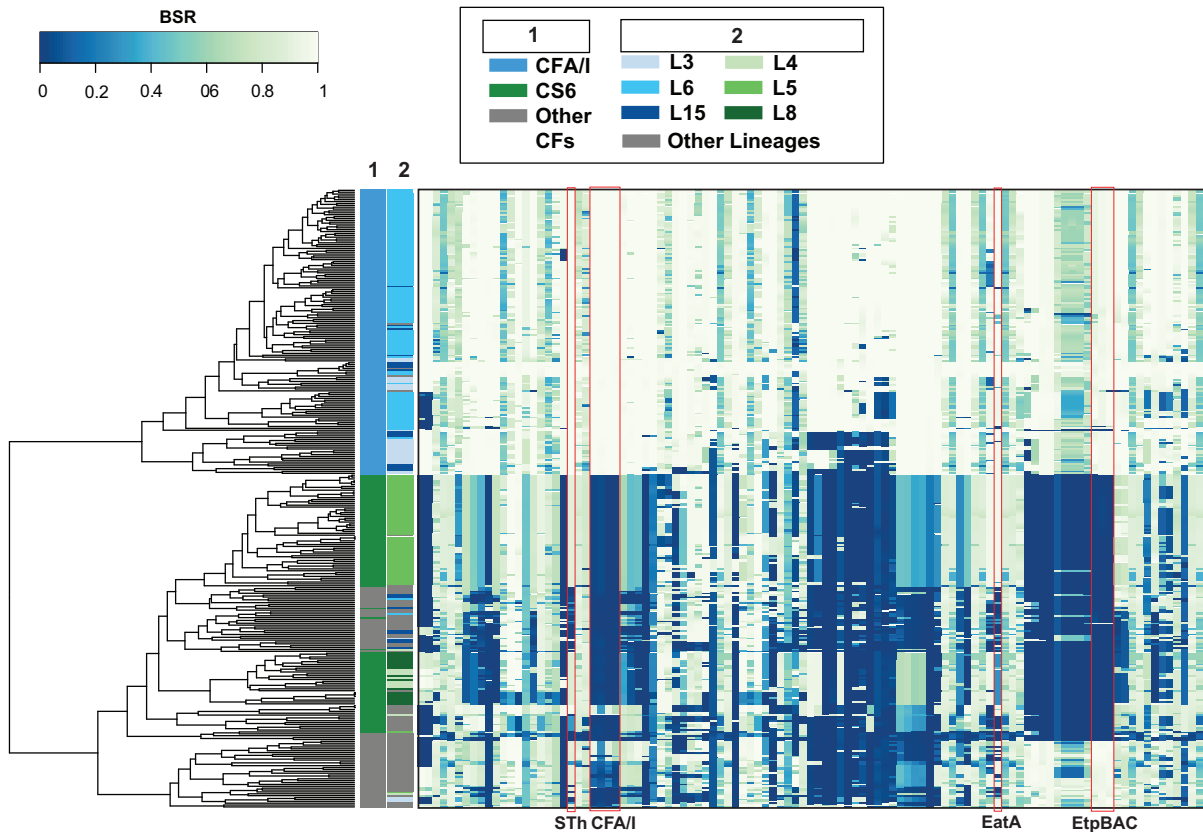 BSR
0 0.2 0.4 06 0.8 1
1 2
CFA/I L3 L4
CS6 L6 L5
Other L15 L8
CFs Other Lineages
1 2
STh CFA/I EatA EtpBAC